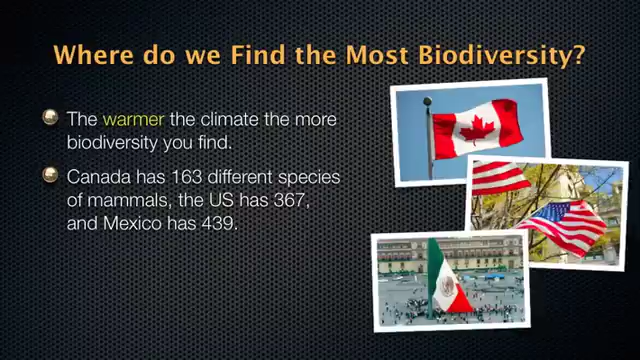 Where do we Find the Most Biodiversity?
The warmer the climate the more
biodiversity you find.
Canada has 163 different species
of mammals, the US has 367,
and Mexico has 439.